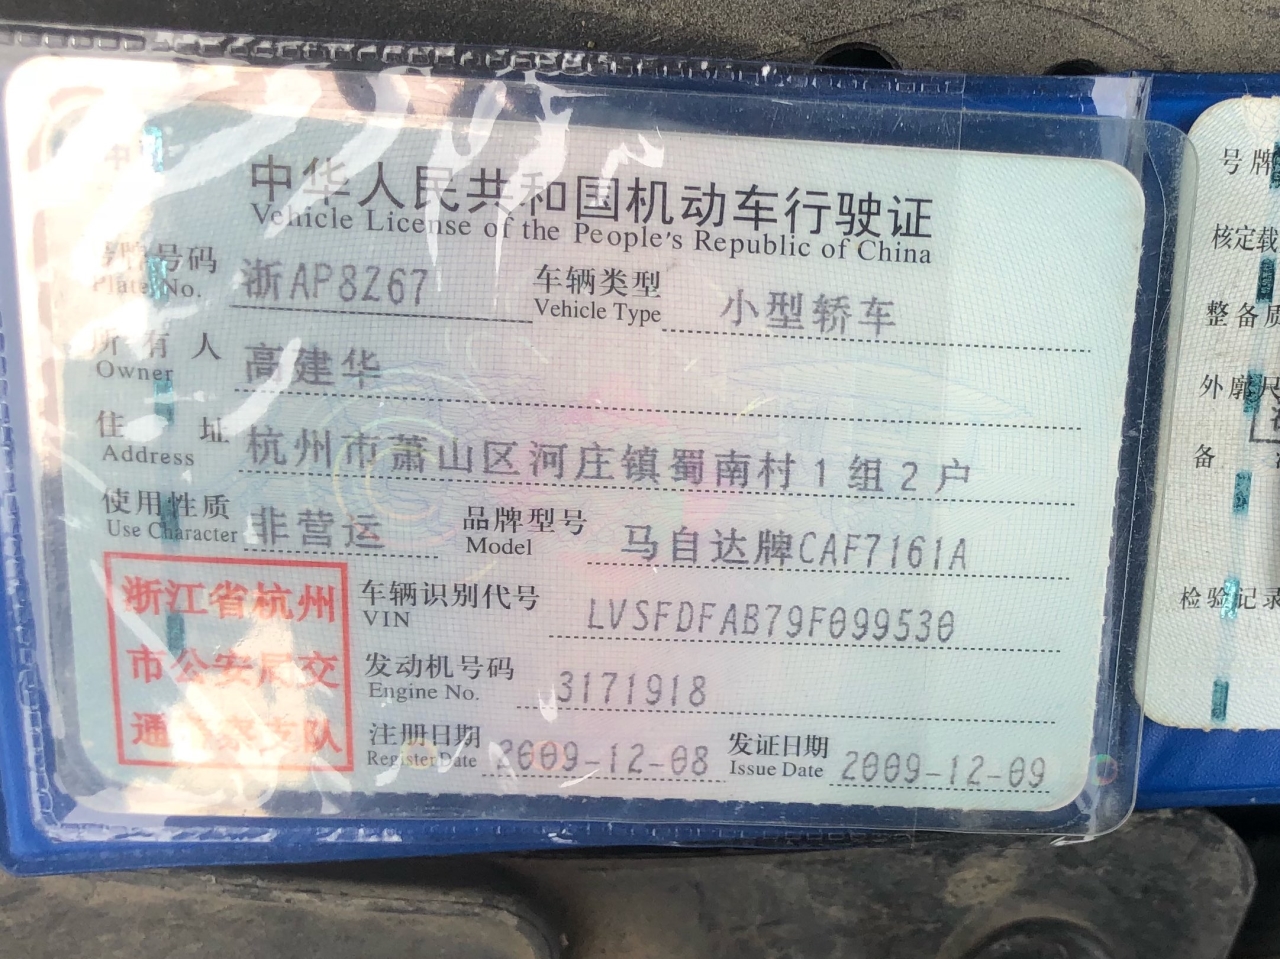 中华人民共和国机动车行驶证
Vehicle License of the People's Republic of China
号牌号码 浙AP8Z67 车辆类型 小型轿车
Plate No. Vehicle Type
所有人 高建华
Owner
住址 杭州市萧山区河庄镇蜀南村1组2户
Address
使用性质 非营运 品牌型号 马自达牌CAF7161A
Use Character Model
浙江省杭州
市公安局交
通警察支队
车辆识别代号 LVSFDFAB79F099530
VIN
发动机号码 3171918
Engine No.
注册日期 2009-12-08 发证日期 2009-12-09
Register Date Issue Date
号牌
核定载
整备质
外廓尺
备
检验记录